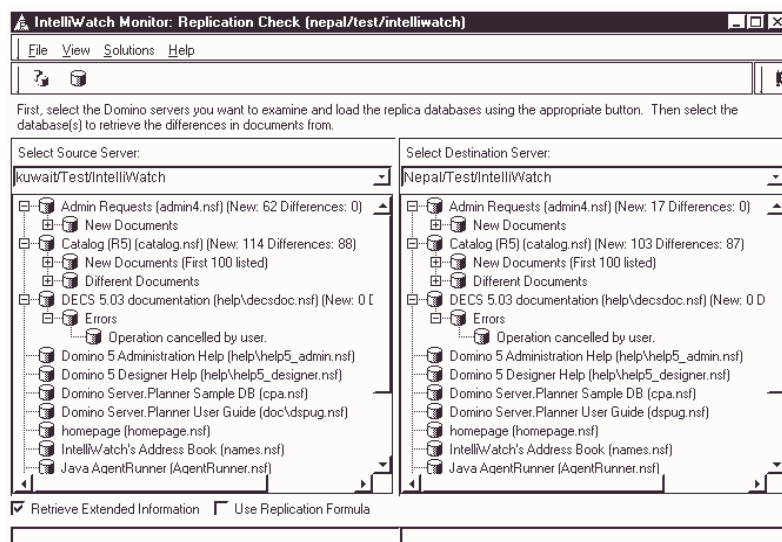 IntelliWatch Monitor: Replication Check (nepal/test/intelliwatch)
File View Solutions Help
First, select the Domino servers you want to examine and load the replica databases using the appropriate button. Then select the
database(s) to retrieve the differences in documents from.
Select Source Server:
kuwait/Test/IntelliWatch
Admin Requests (admin4.nsf) (New: 62 Differences: 0)
New Documents
Catalog (R5) (catalog.nsf) (New: 114 Differences: 88)
New Documents (First 100 listed)
Different Documents
DECS 5.03 documentation (help\decsdoc.nsf) (New: 0 D
Errors
Operation cancelled by user.
Domino 5 Administration Help (help\help5_admin.nsf)
Domino 5 Designer Help (help\help5_designer.nsf)
Domino Server.Planner Sample DB (cpa.nsf)
Domino Server.Planner User Guide (doc\dspug.nsf)
homepage (homepage.nsf)
IntelliWatch's Address Book (names.nsf)
Java AgentRunner (AgentRunner.nsf)
Select Destination Server:
Nepal/Test/IntelliWatch
Admin Requests (admin4.nsf) (New: 17 Differences: 0)
New Documents
Catalog (R5) (catalog.nsf) (New: 103 Differences: 87)
New Documents (First 100 listed)
Different Documents
DECS 5.03 documentation (help\decsdoc.nsf) (New: 0 D
Errors
Operation cancelled by user.
Domino 5 Administration Help (help\help5_admin.nsf)
Domino 5 Designer Help (help\help5_designer.nsf)
Domino Server.Planner Sample DB (cpa.nsf)
Domino Server.Planner User Guide (dspug.nsf)
homepage (homepage.nsf)
IntelliWatch's Address Book (names.nsf)
Java AgentRunner (AgentRunner.nsf)
Retrieve Extended Information Use Replication Formula